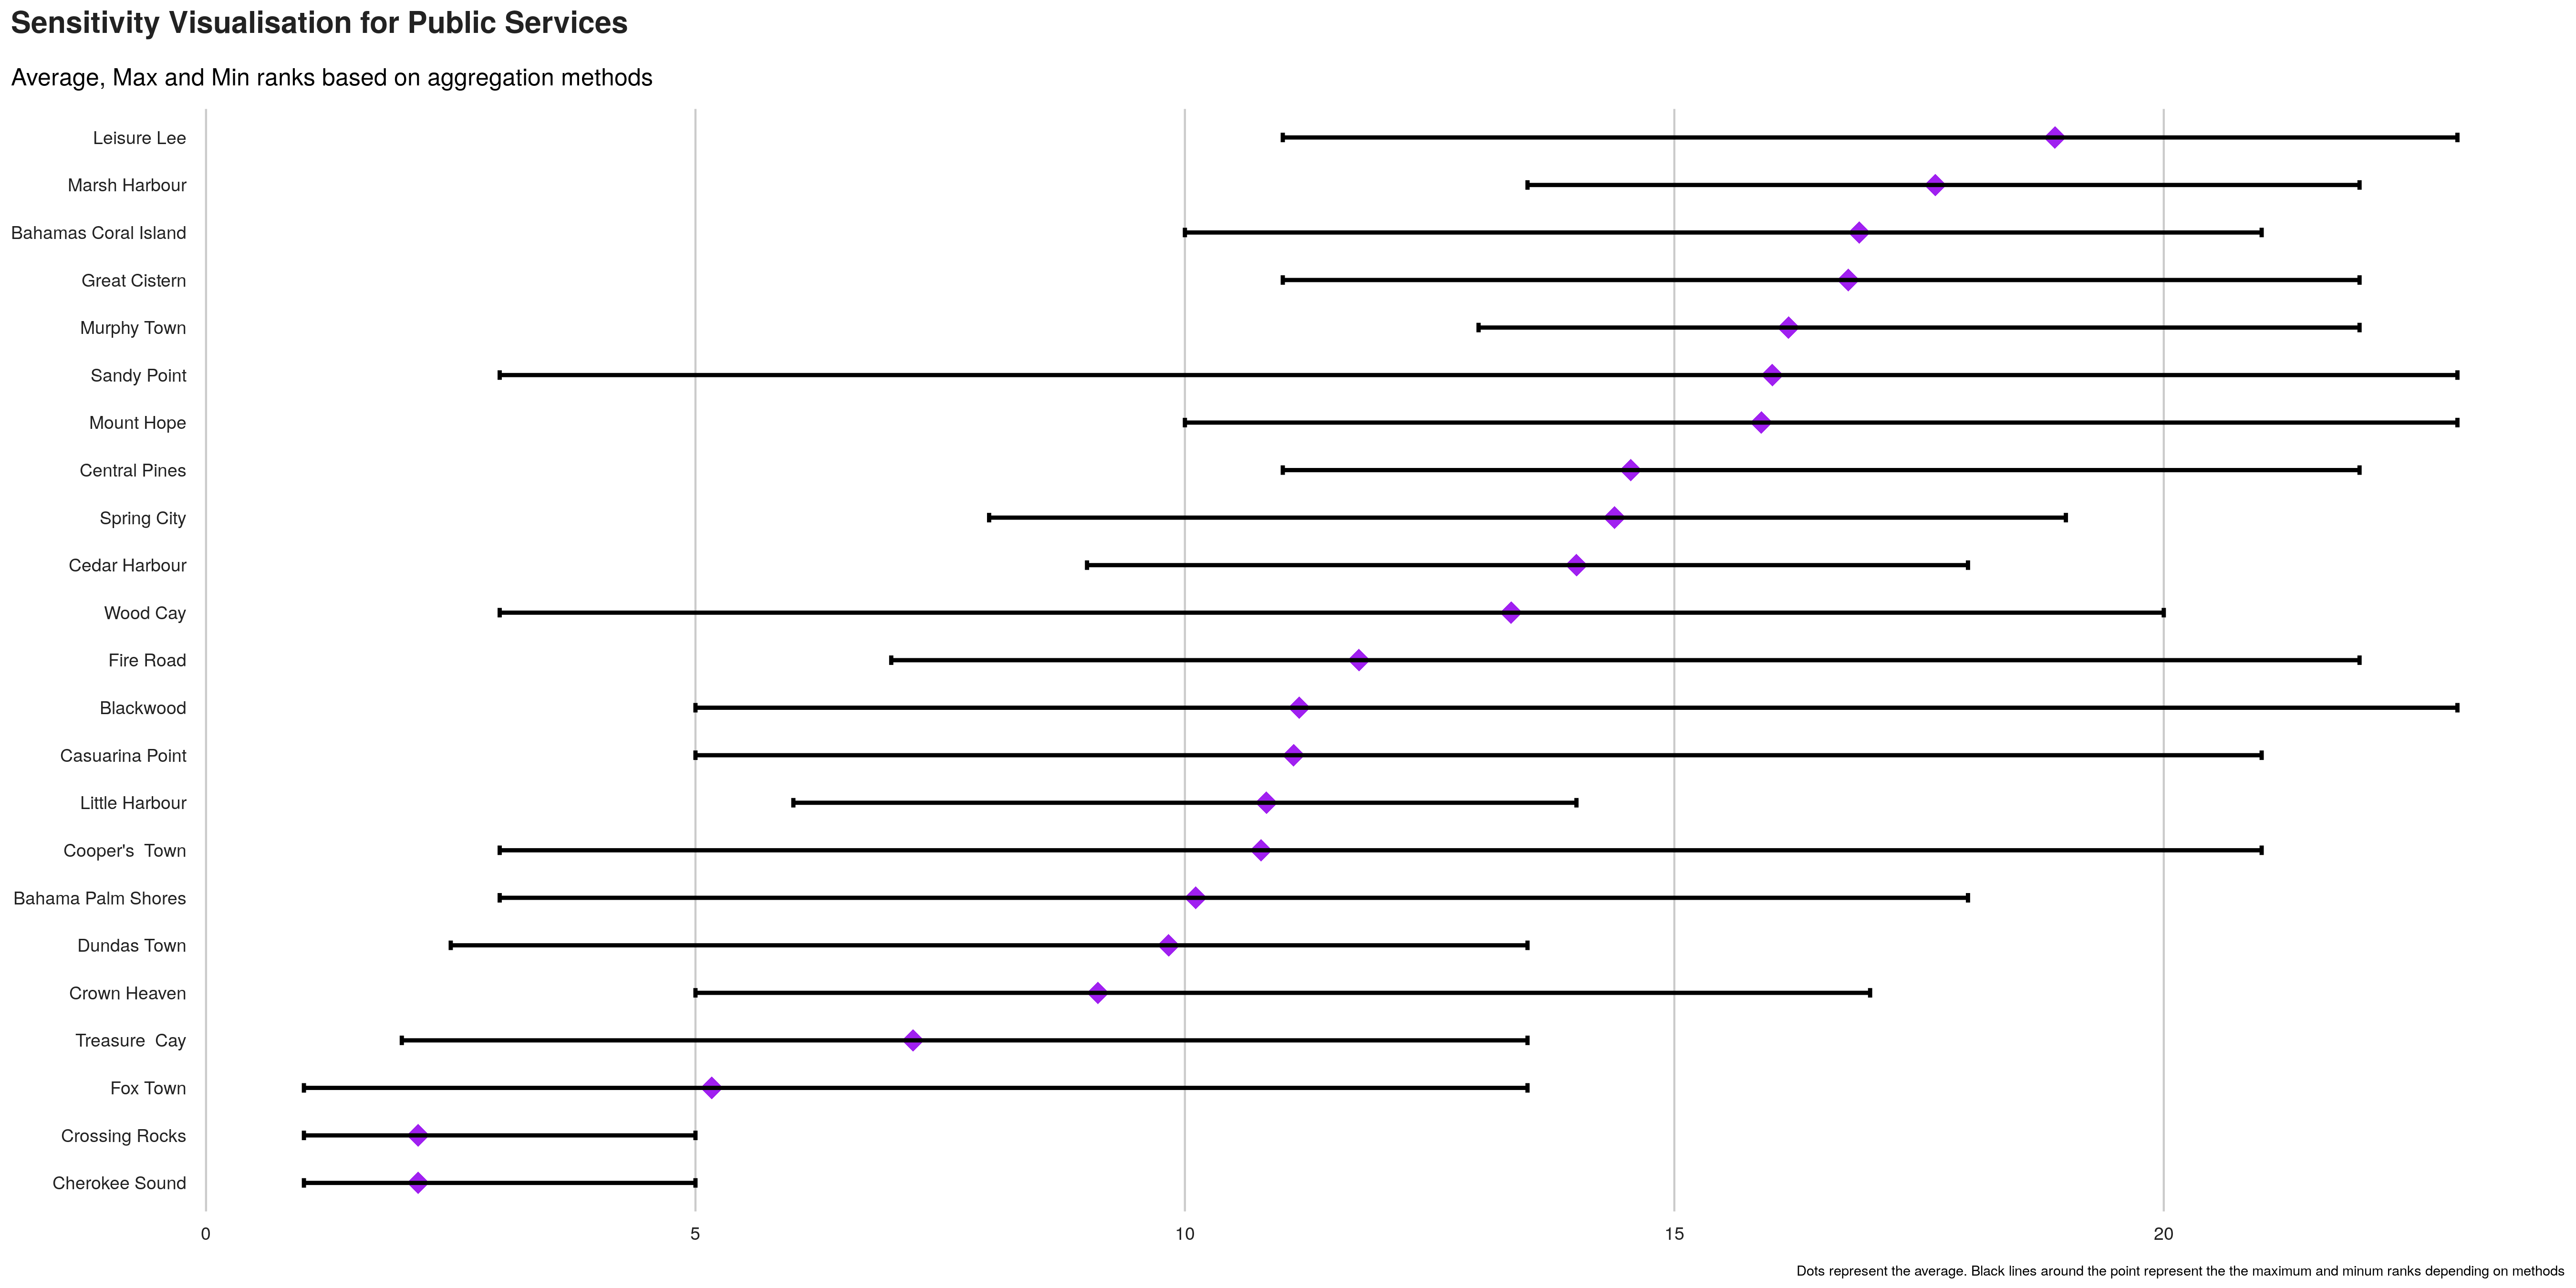 Sensitivity Visualisation for Public Services
Average, Max and Min ranks based on aggregation methods
Leisure Lee
Marsh Harbour
Bahamas Coral Island
Great Cistern
Murphy Town
Sandy Point
Mount Hope
Central Pines
Spring City
Cedar Harbour
Wood Cay
Fire Road
Blackwood
Casuarina Point
Little Harbour
Cooper's  Town
Bahama Palm Shores
Dundas Town
Crown Heaven
Treasure  Cay
Fox Town
Crossing Rocks
Cherokee Sound
0 5 10 15 20
Dots represent the average. Black lines around the point represent the the maximum and minum ranks depending on methods